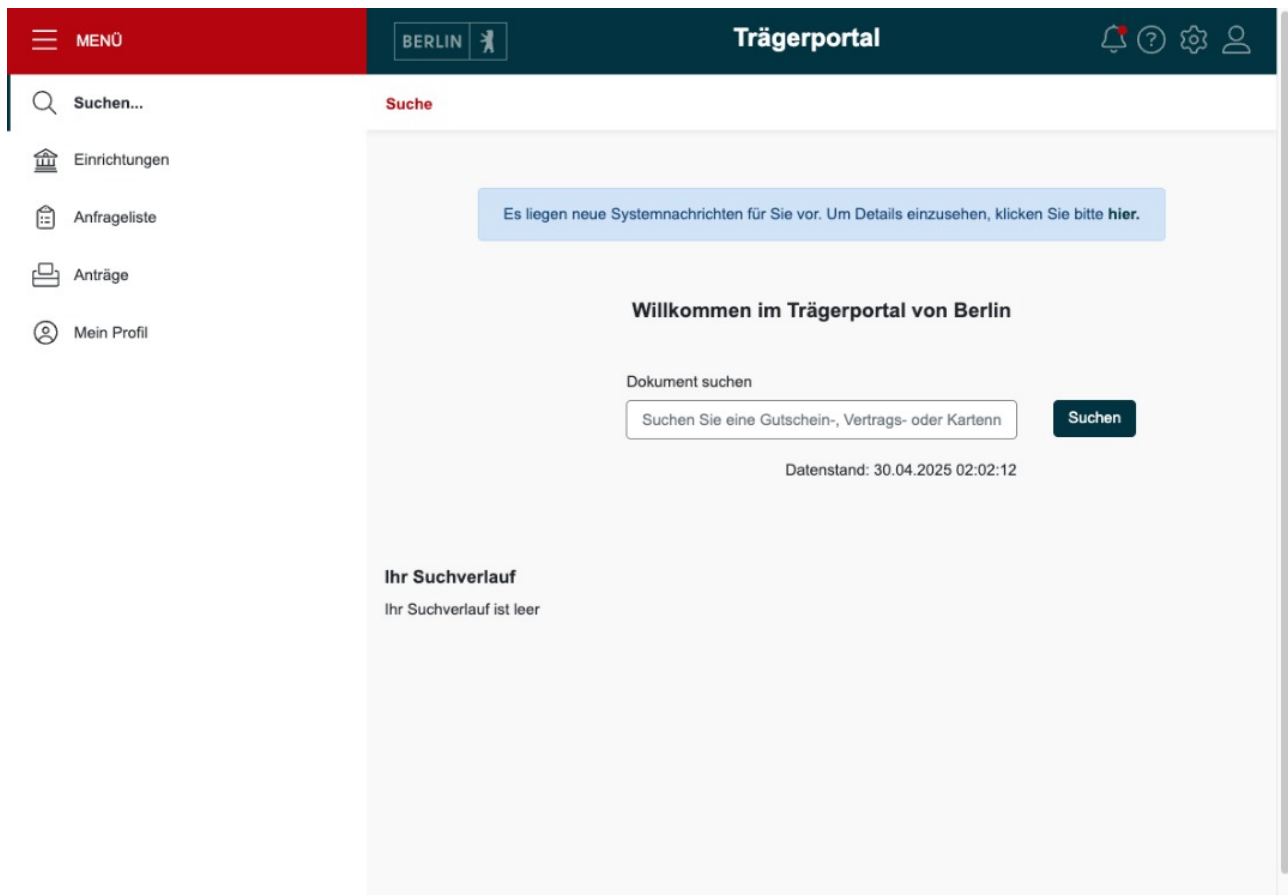 MENÜ
BERLIN
Trägerportal
?
Suchen...
Einrichtungen
Anfrageliste
Anträge
Mein Profil
Suche
Es liegen neue Systemnachrichten für Sie vor. Um Details einzusehen, klicken Sie bitte hier.
Willkommen im Trägerportal von Berlin
Dokument suchen
Suchen Sie eine Gutschein-, Vertrags- oder Kartenn
Suchen
Datenstand: 30.04.2025 02:02:12
Ihr Suchverlauf
Ihr Suchverlauf ist leer